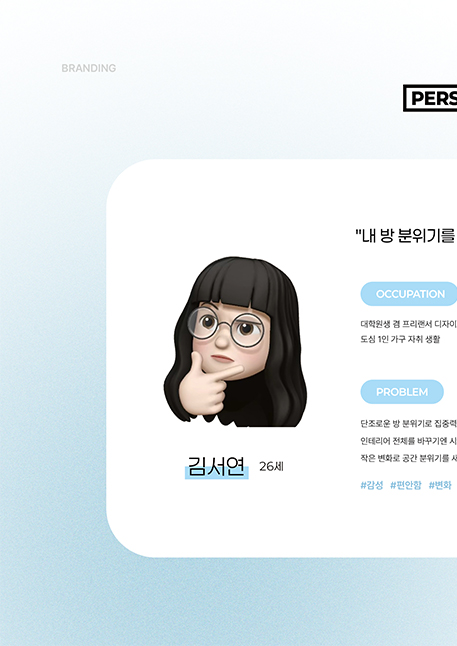 BRANDING
PERS
"내 방 분위기를
OCCUPATION
대학원생 겸 프리랜서 디자이
도심 1인 가구 자취 생활
PROBLEM
단조로운 방 분위기로 집중력
인테리어 전체를 바꾸기엔 시
작은 변화로 공간 분위기를 새
#감성 #편안함 #변화
김서연 26세